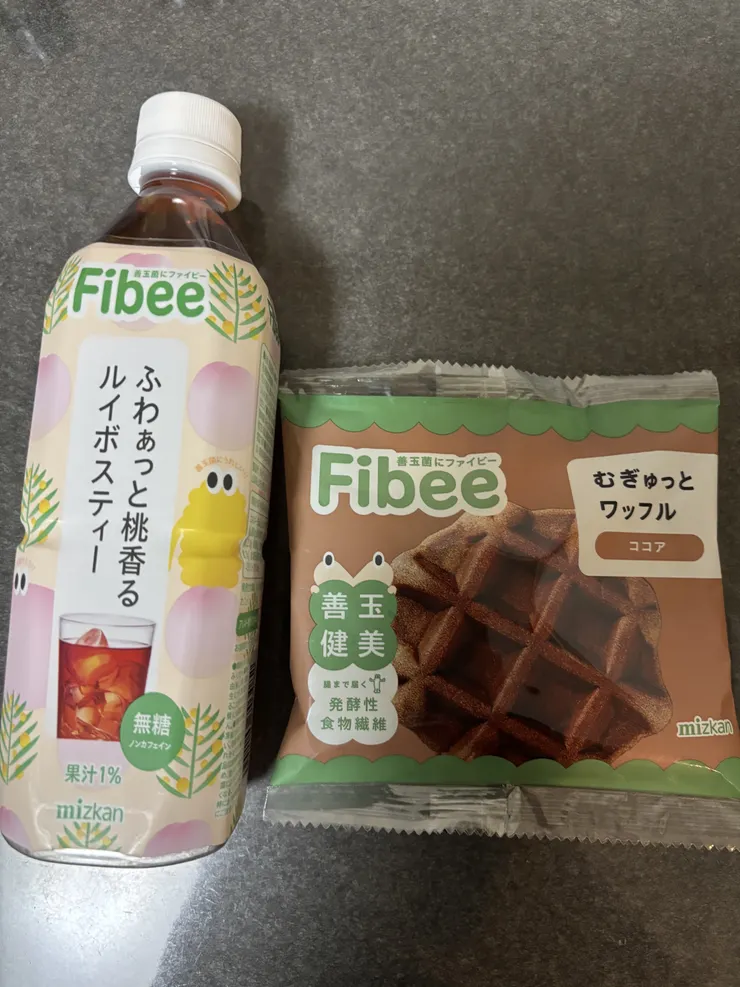 善玉菌にファイビー
Fibee
ふわぁっと桃香る
ルイボスティー
無糖
ノンカフェイン
果汁1%
mizkan
善玉菌にファイビー
Fibee
むぎゅっと
ワッフル
ココア
善玉
健美
腸まで届く
発酵性
食物繊維
mizkan